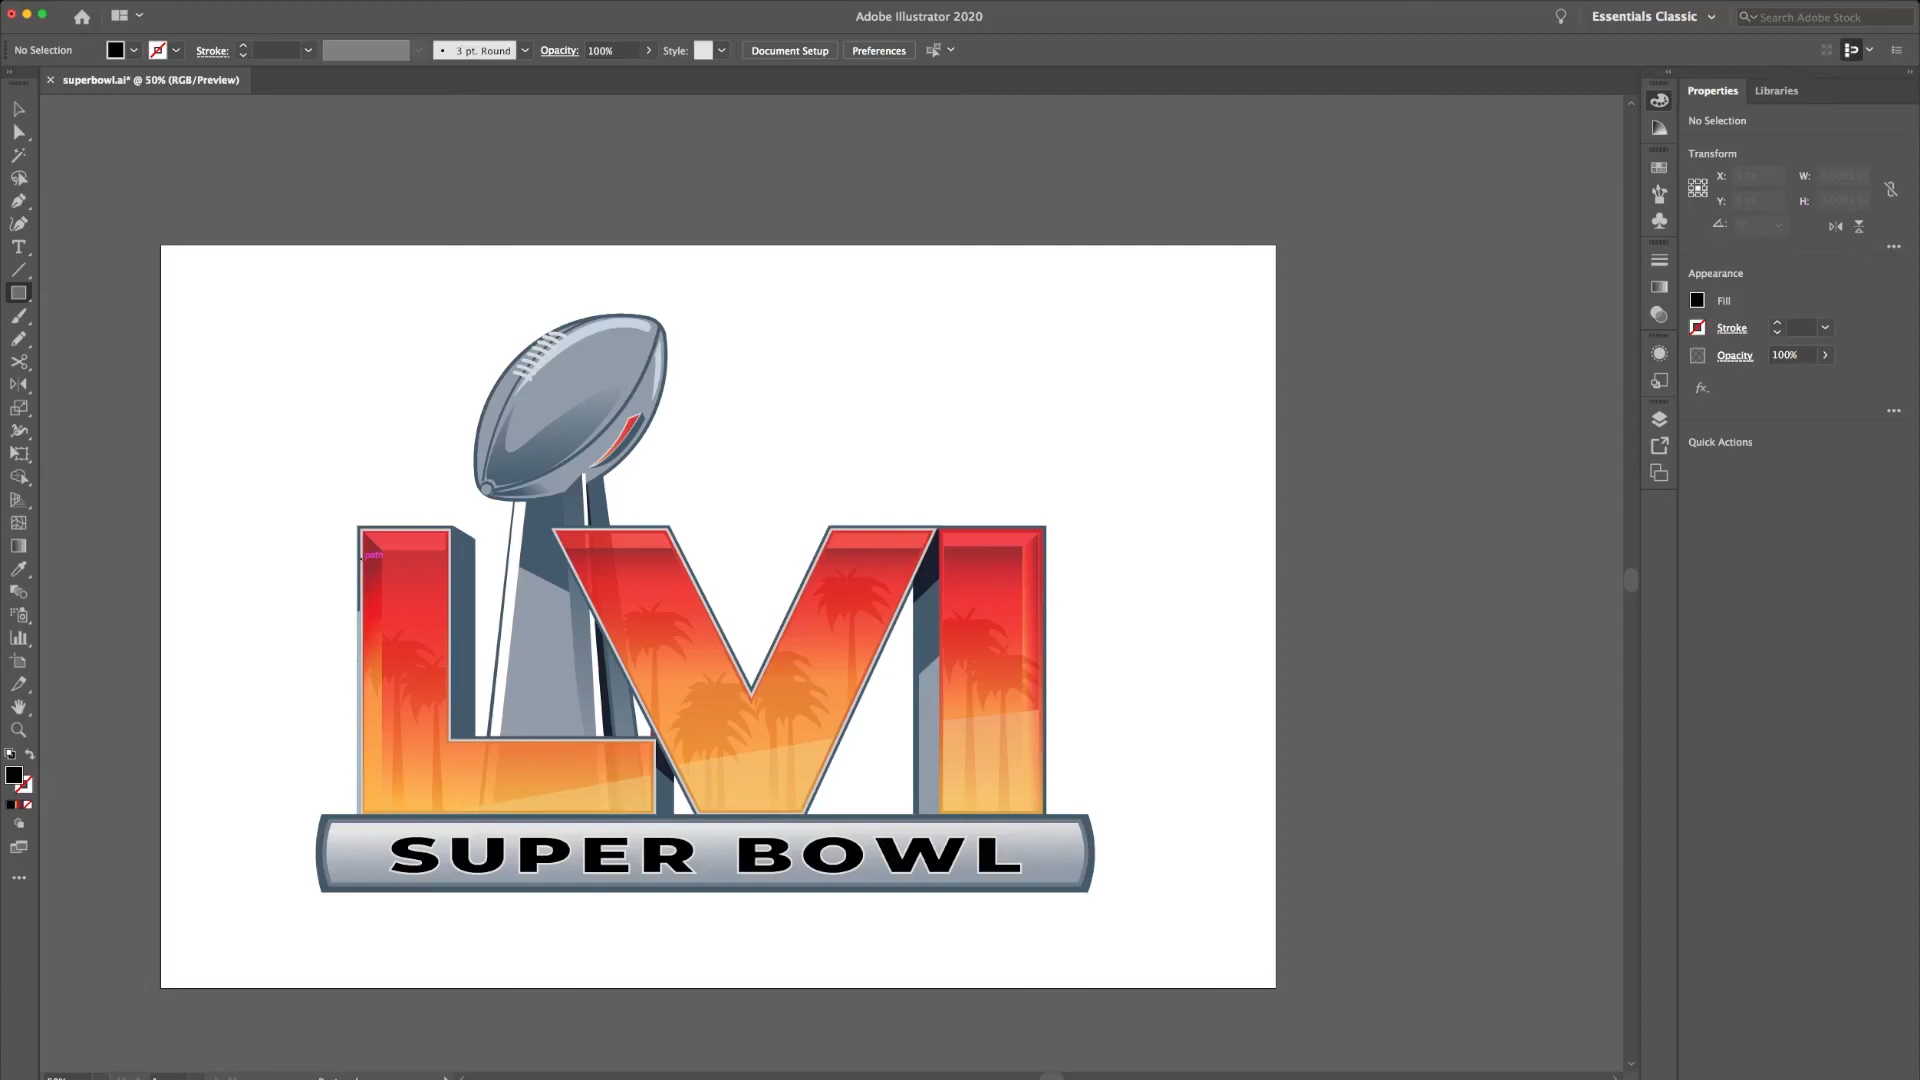 Adobe Illustrator 2020
Essentials Classic
Search Adobe Stock
No Selection
Stroke:
3 pt. Round
Opacity: 100%
Style:
Document Setup
Preferences
superbowl.ai* @ 50% (RGB/Preview)
Properties
Libraries
No Selection
Transform
X:
W:
Y:
H:
Appearance
Fill
Stroke
Opacity
100%
fx.
Quick Actions
path
LVI
SUPER BOWL